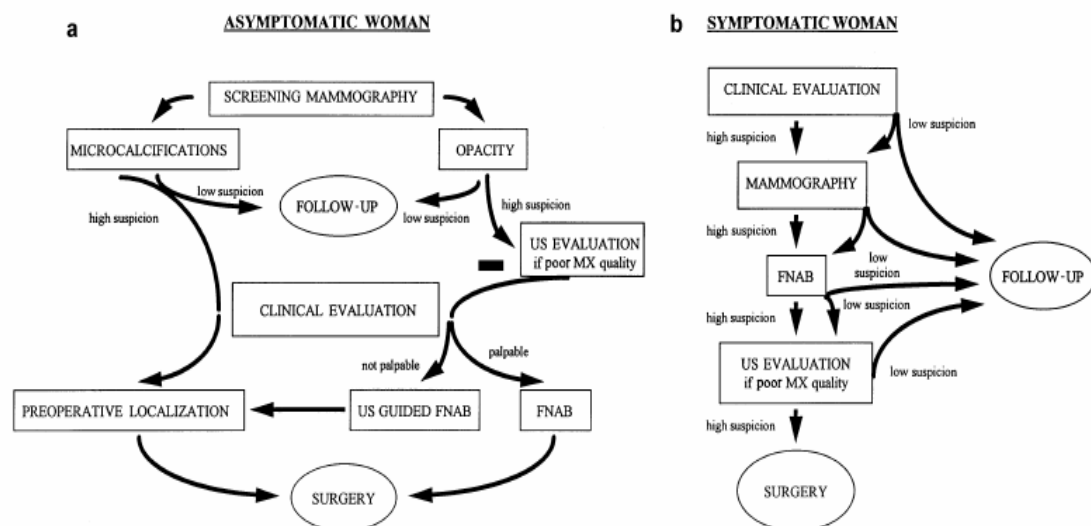 a
ASYMPTOMATIC WOMAN
SCREENING MAMMOGRAPHY
MICROCALCIFICATIONS
OPACITY
low suspicion
high suspicion
FOLLOW-UP
low suspicion
high suspicion
US EVALUATION
if poor MX quality
CLINICAL EVALUATION
not palpable
palpable
PREOPERATIVE LOCALIZATION
US GUIDED FNAB
FNAB
SURGERY
b
SYMPTOMATIC WOMAN
CLINICAL EVALUATION
high suspicion
low suspicion
MAMMOGRAPHY
high suspicion
low
suspicion
FNAB
FOLLOW-UP
high suspicion
low suspicion
US EVALUATION
if poor MX quality
low suspicion
high suspicion
SURGERY